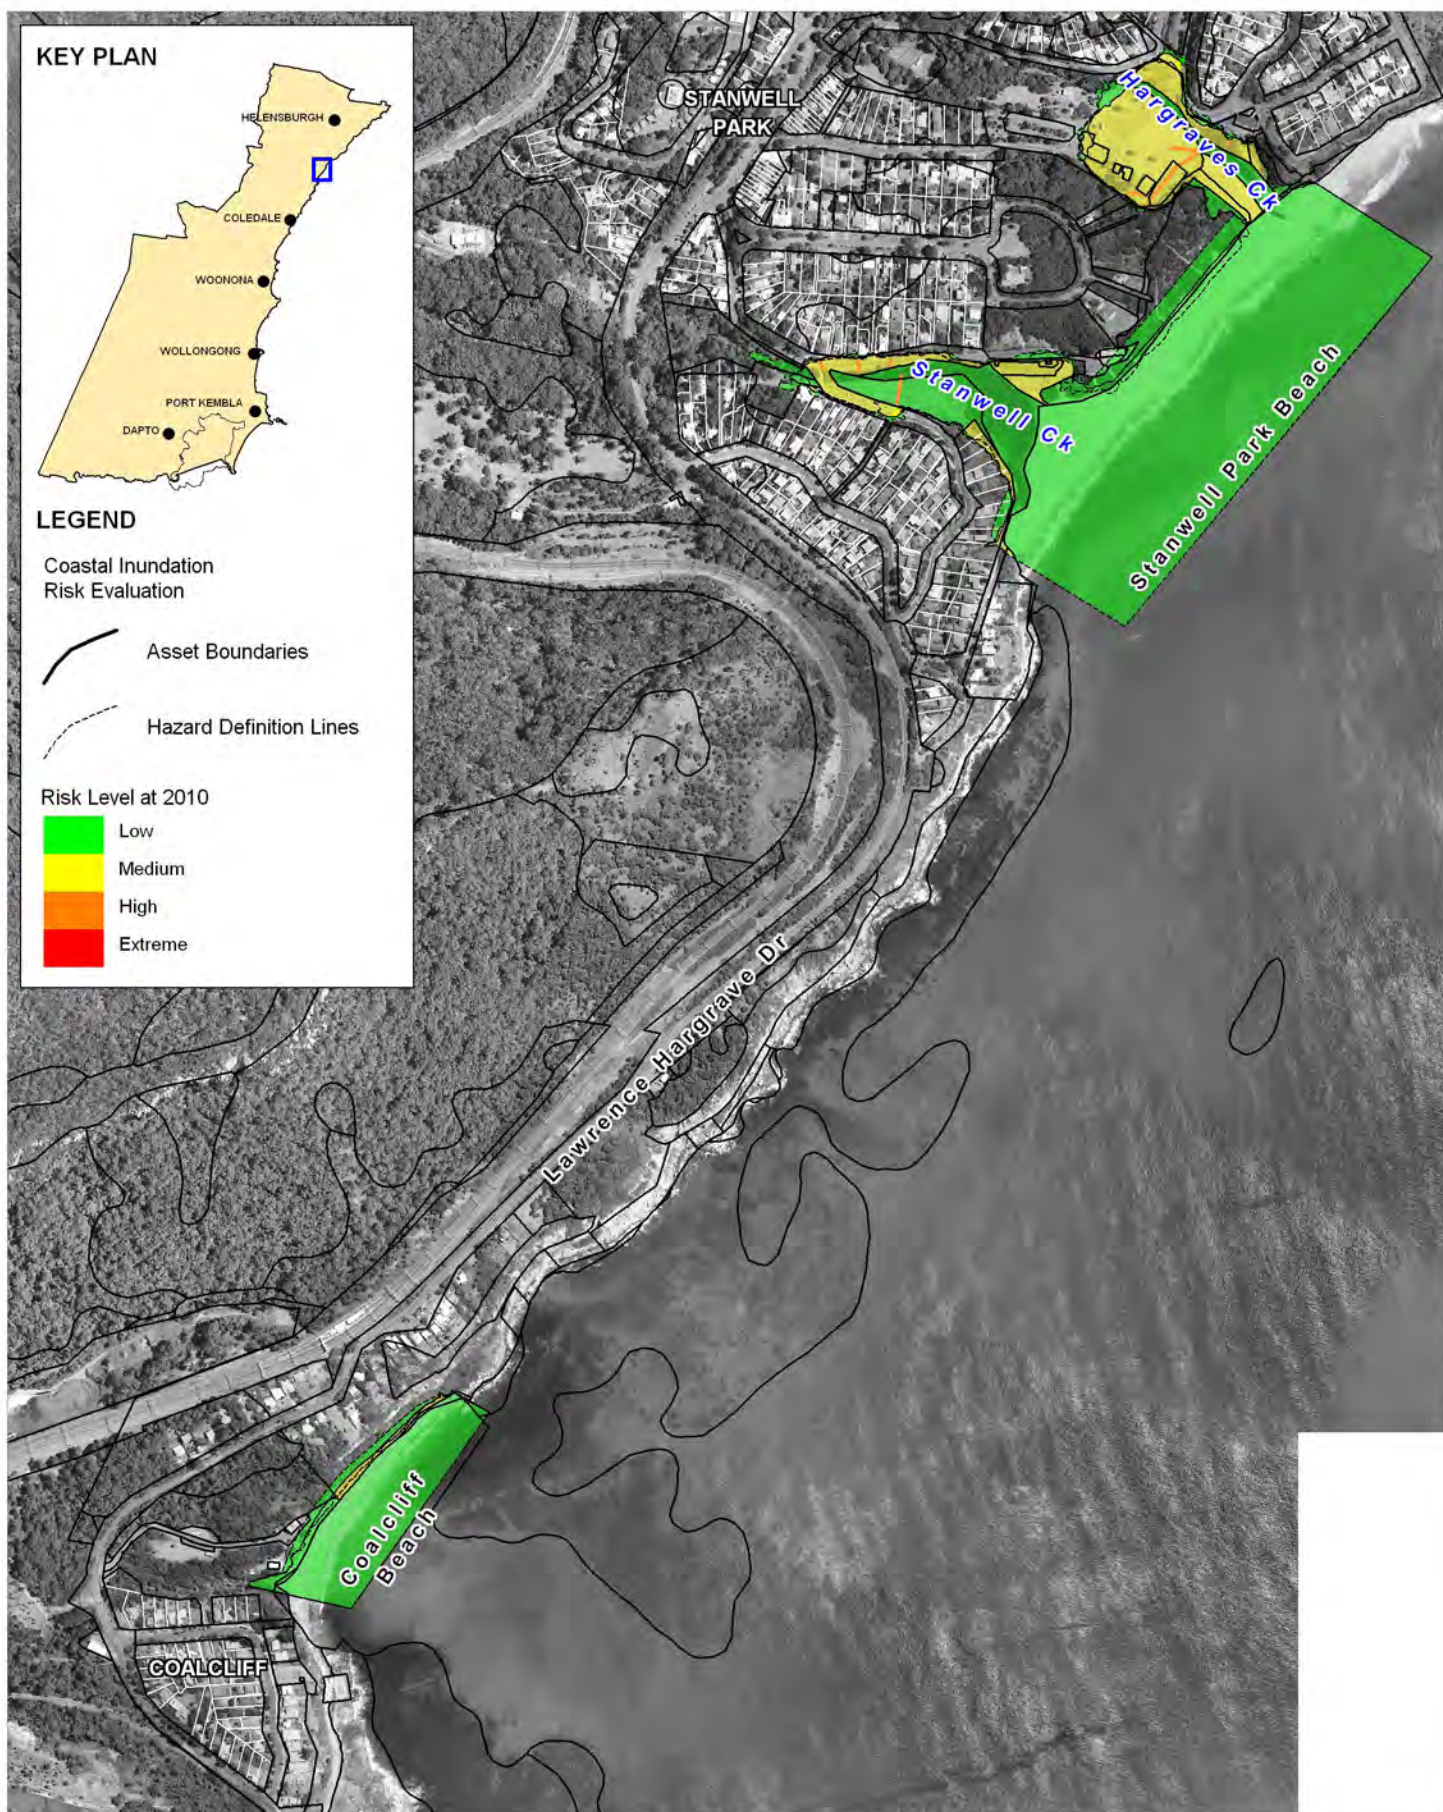 KEY PLAN
HELENSBURGH
COLEDALE
WOONONA
WOLLONGONG
PORT KEMBLA
DAPTO
LEGEND
Coastal Inundation
Risk Evaluation
Asset Boundaries
Hazard Definition Lines
Risk Level at 2010
Low
Medium
High
Extreme
STANWELL
PARK
Hargraves Ck
Stanwell Ck
Stanwell Park Beach
Lawrence Hargrave Dr
Coalcliff
Beach
COALCLIFF